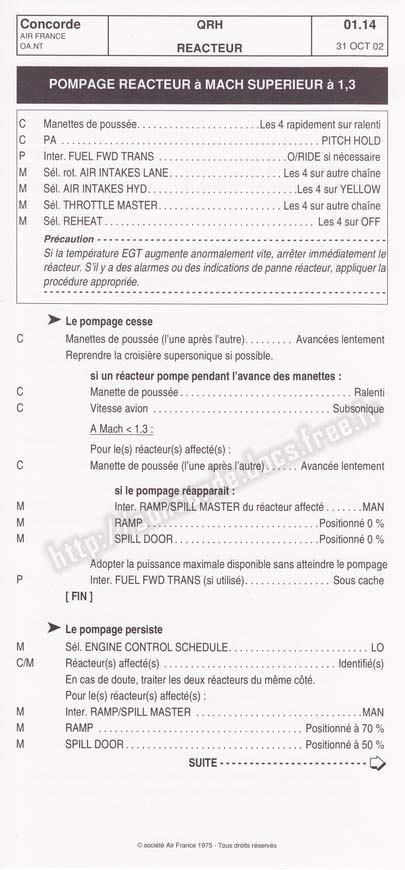 Concorde
AIR FRANCE
OA.NT
QRH
REACTEUR
01.14
31 OCT 02
POMPAGE REACTEUR à MACH SUPERIEUR à 1,3
C Manettes de poussée. . . . . . . . . . . . . . . . . . . . . . Les 4 rapidement sur ralenti
C PA . . . . . . . . . . . . . . . . . . . . . . . . . . . . . . . . . . . . . . . PITCH HOLD
P Inter. FUEL FWD TRANS . . . . . . . . . . . . . . . . . . . . . . . O/RIDE si nécessaire
M Sél. rot. AIR INTAKES LANE. . . . . . . . . . . . . . . . . . . Les 4 sur autre chaîne
M Sél. AIR INTAKES HYD. . . . . . . . . . . . . . . . . . . . . . . . Les 4 sur YELLOW
M Sél. THROTTLE MASTER. . . . . . . . . . . . . . . . . . . . . Les 4 sur autre chaîne
M Sél. REHEAT . . . . . . . . . . . . . . . . . . . . . . . . . . . . . . . . . Les 4 sur OFF
Précaution
Si la température EGT augmente anormalement vite, arrêter immédiatement le
réacteur. S'il y a des alarmes ou des indications de panne réacteur, appliquer la
procédure appropriée.
➤ Le pompage cesse
C Manettes de poussée (l'une après l'autre). . . . . . . . . Avancées lentement
Reprendre la croisière supersonique si possible.
si un réacteur pompe pendant l'avance des manettes :
C Manette de poussée . . . . . . . . . . . . . . . . . . . . . . . . . . . . . . . Ralenti
C Vitesse avion . . . . . . . . . . . . . . . . . . . . . . . . . . . . . . . . Subsonique
A Mach < 1.3 :
Pour le(s) réacteur(s) affecté(s) :
C Manette de poussée (l'une après l'autre). . . . . . Avancée lentement
si le pompage réapparait :
M Inter. RAMP/SPILL MASTER du réacteur affecté . . . . . . . MAN
M RAMP . . . . . . . . . . . . . . . . . . . . . . . . . . . . . . Positionné 0 %
M SPILL DOOR . . . . . . . . . . . . . . . . . . . . . . . . . Positionné 0 %
Adopter la puissance maximale disponible sans atteindre le pompage
P Inter. FUEL FWD TRANS (si utilisé). . . . . . . . . . . . . . . . Sous cache
[ FIN ]
➤ Le pompage persiste
M Sél. ENGINE CONTROL SCHEDULE. . . . . . . . . . . . . . . . . . . . . . . . . . LO
C/M Réacteur(s) affecté(s) . . . . . . . . . . . . . . . . . . . . . . . . . . . . . . . Identifié(s)
En cas de doute, traiter les deux réacteurs du même côté.
Pour le(s) réacteur(s) affecté(s) :
M Inter. RAMP/SPILL MASTER . . . . . . . . . . . . . . . . . . . . . . . . . . . . . . MAN
M RAMP . . . . . . . . . . . . . . . . . . . . . . . . . . . . . . . . . . . . Positionné à 70 %
M SPILL DOOR. . . . . . . . . . . . . . . . . . . . . . . . . . . . . . . . Positionné à 50 %
SUITE
© société Air France 1975 - Tous droits réservés